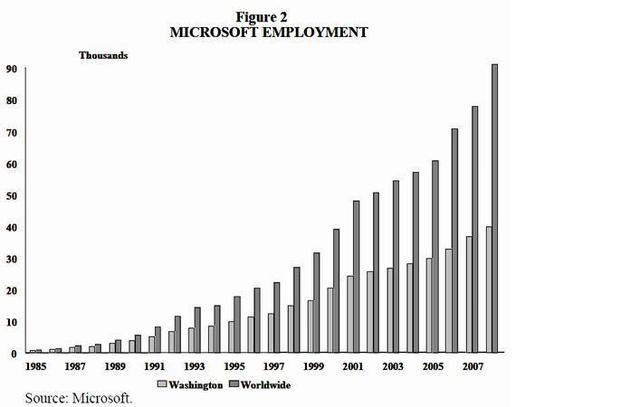 Figure 2
MICROSOFT EMPLOYMENT
Thousands
90
80
70
60
50
40
30
20
10
0
1985 1987 1989 1991 1993 1995 1997 1999 2001 2003 2005 2007
Washington Worldwide
Source: Microsoft.